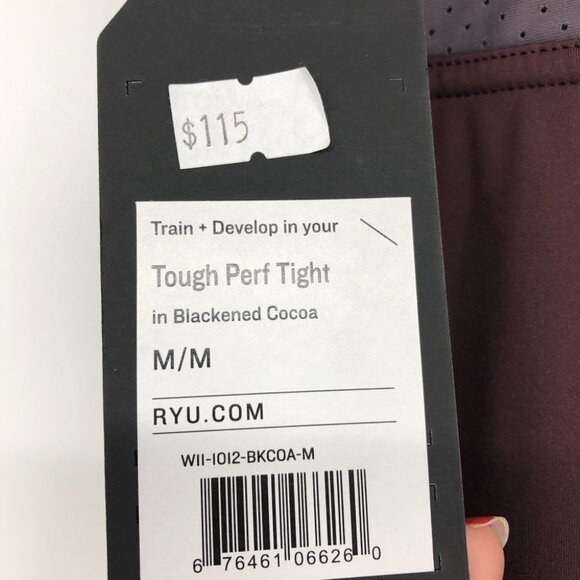 $115
Train + Develop in your
Tough Perf Tight
in Blackened Cocoa
M/M
RYU.COM
W11-1012-BKCOA-M
6 76461 06626 0